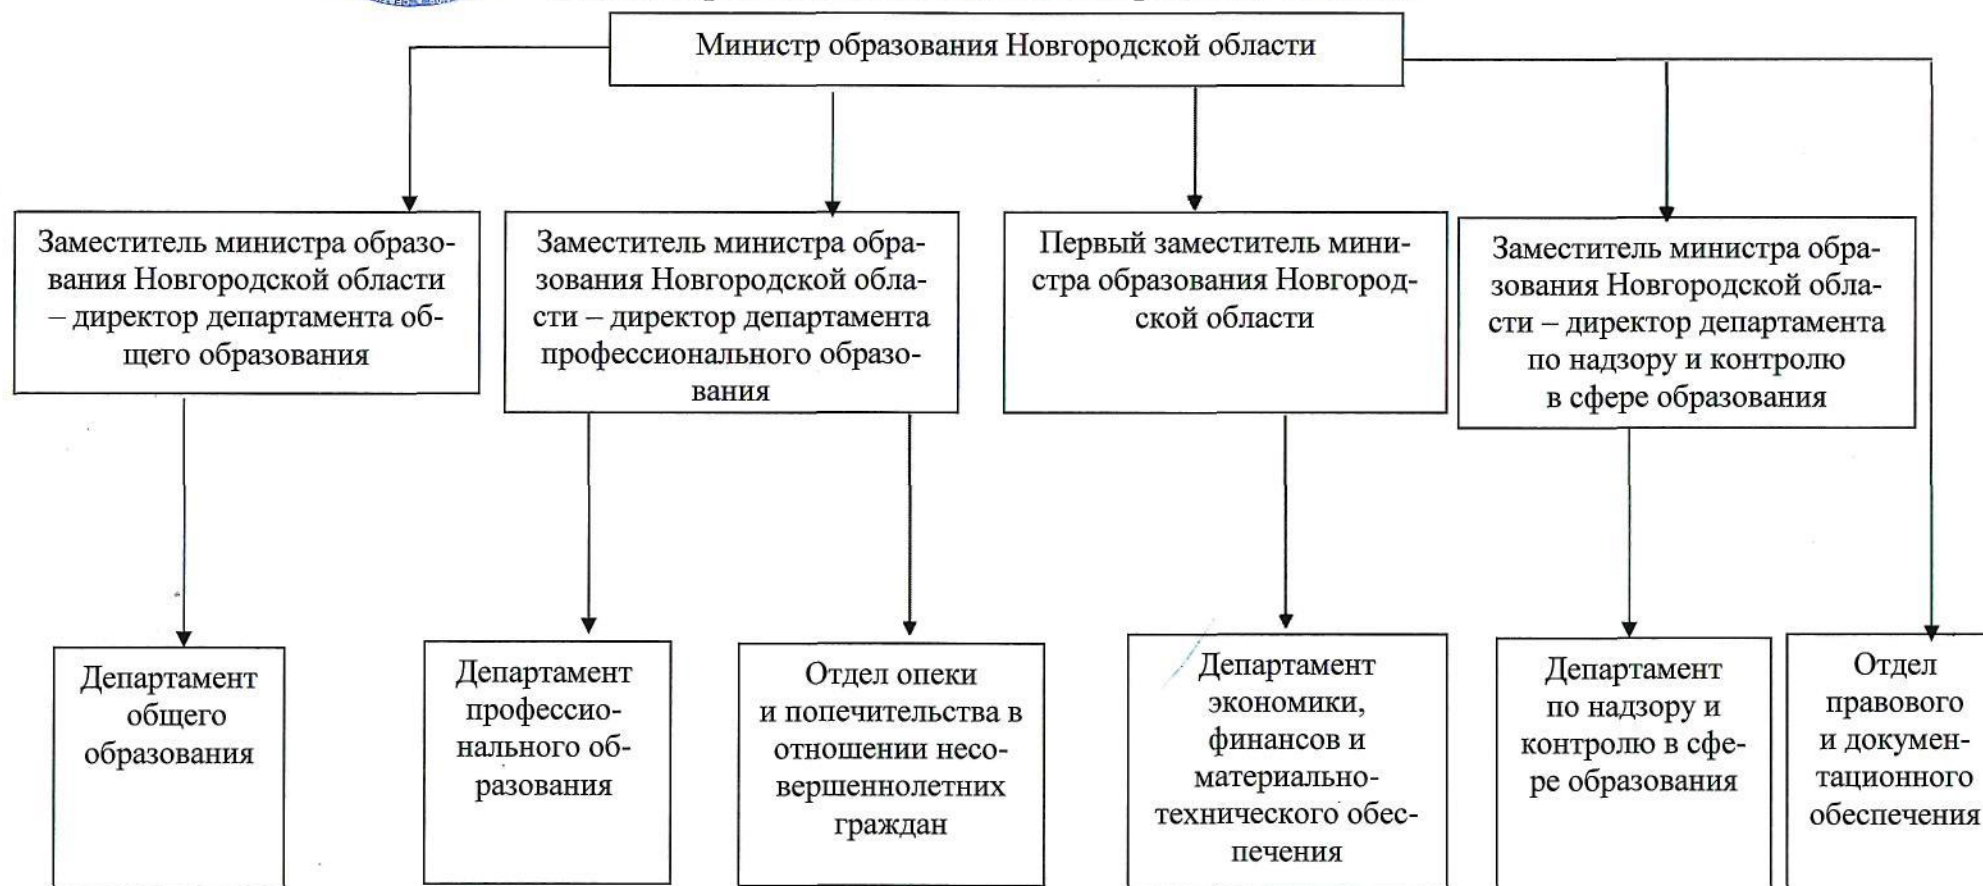 Министр образования Новгородской области
Заместитель министра образо-
вания Новгородской области
– директор департамента об-
щего образования
Заместитель министра обра-
зования Новгородской обла-
сти – директор департамента
профессионального образо-
вания
Первый заместитель мини-
стра образования Новгород-
ской области
Заместитель министра обра-
зования Новгородской обла-
сти – директор департамента
по надзору и контролю
в сфере образования
Департамент
общего
образования
Департамент
профессио-
нального об-
разования
Отдел опеки
и попечительства в
отношении несо-
вершеннолетних
граждан
Департамент
экономики,
финансов и
материально-
технического обес-
печения
Департамент
по надзору и
контролю в сфе-
ре образования
Отдел
правового
и докумен-
тационного
обеспечения